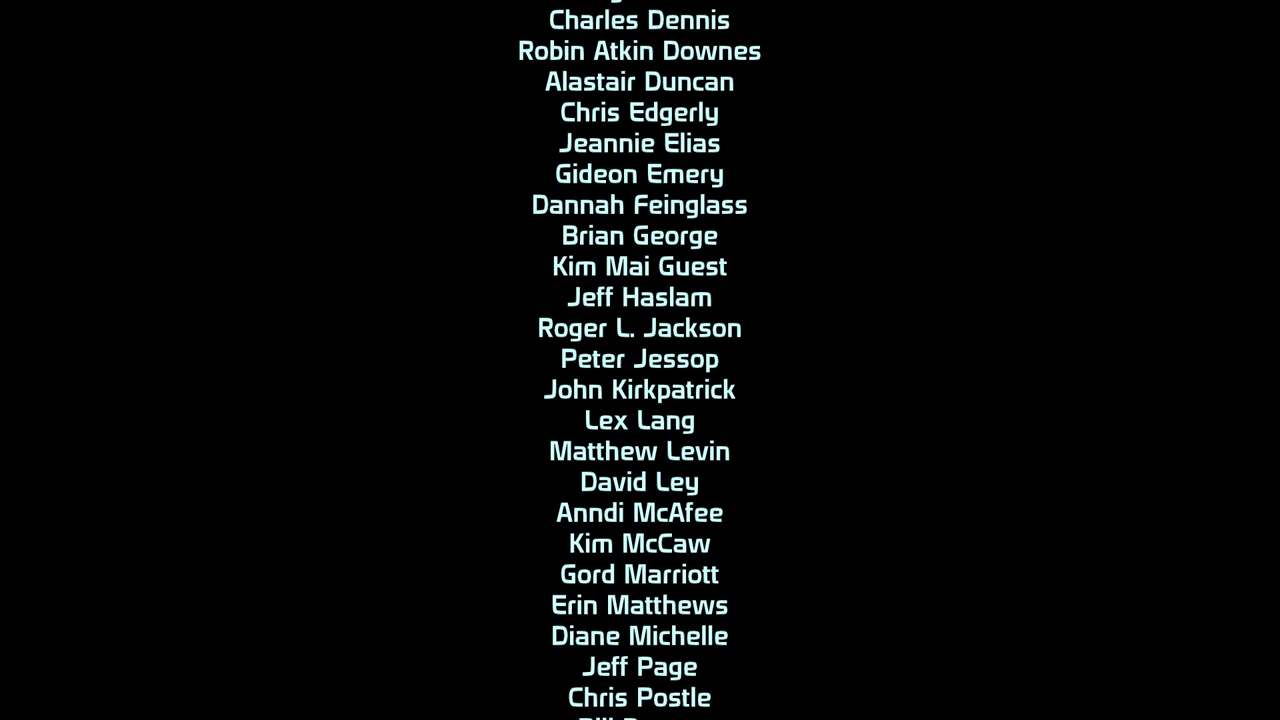 Charles Dennis
Robin Atkin Downes
Alastair Duncan
Chris Edgerly
Jeannie Elias
Gideon Emery
Dannah Feinglass
Brian George
Kim Mai Guest
Jeff Haslam
Roger L. Jackson
Peter Jessop
John Kirkpatrick
Lex Lang
Matthew Levin
David Ley
Anndi McAfee
Kim McCaw
Gord Marriott
Erin Matthews
Diane Michelle
Jeff Page
Chris Postle